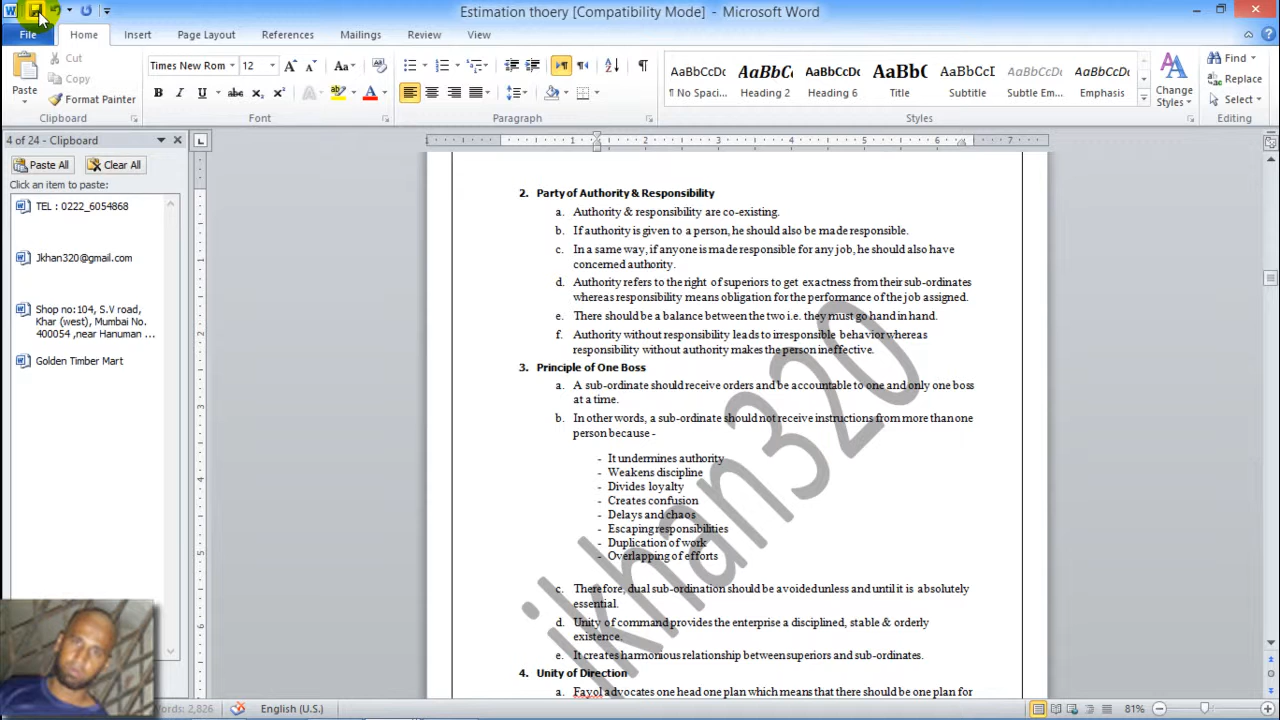 Estimation thoery [Compatibility Mode] - Microsoft Word
File Home Insert Page Layout References Mailings Review View
Cut
Copy
Format Painter
Paste
Clipboard
Times New Rom 12
Font
Paragraph
AaBbCcDc AaBbC AaBbCc AaBb( AaBbCcDc AaBbCcDc AaBbCcDc
¶ No Spaci... Heading 2 Heading 6 Title Subtitle Subtle Em... Emphasis
Change
Styles
Styles
Find
Replace
Select
Editing
4 of 24 - Clipboard
Paste All Clear All
Click an item to paste:
TEL : 0222_6054868
Jkhan320@gmail.com
Shop no:104, S.V road,
Khar (west), Mumbai No.
400054 ,near Hanuman ...
Golden Timber Mart
2. Party of Authority & Responsibility
a. Authority & responsibility are co-existing.
b. If authority is given to a person, he should also be made responsible.
c. In a same way, if anyone is made responsible for any job, he should also have
concerned authority.
d. Authority refers to the right of superiors to get exactness from their sub-ordinates
whereas responsibility means obligation for the performance of the job assigned.
e. There should be a balance between the two i.e. they must go hand in hand.
f. Authority without responsibility leads to irresponsible behavior whereas
responsibility without authority makes the person ineffective.
3. Principle of One Boss
a. A sub-ordinate should receive orders and be accountable to one and only one boss
at a time.
b. In other words, a sub-ordinate should not receive instructions from more than one
person because -
- It undermines authority
- Weakens discipline
- Divides loyalty
- Creates confusion
- Delays and chaos
- Escaping responsibilities
- Duplication of work
- Overlapping of efforts
c. Therefore, dual sub-ordination should be avoided unless and until it is absolutely
essential.
d. Unity of command provides the enterprise a disciplined, stable & orderly
existence.
e. It creates harmonious relationship between superiors and sub-ordinates.
4. Unity of Direction
a. Fayol advocates one head one plan which means that there should be one plan for
jkhan320
Words: 2,826 English (U.S.) 81%